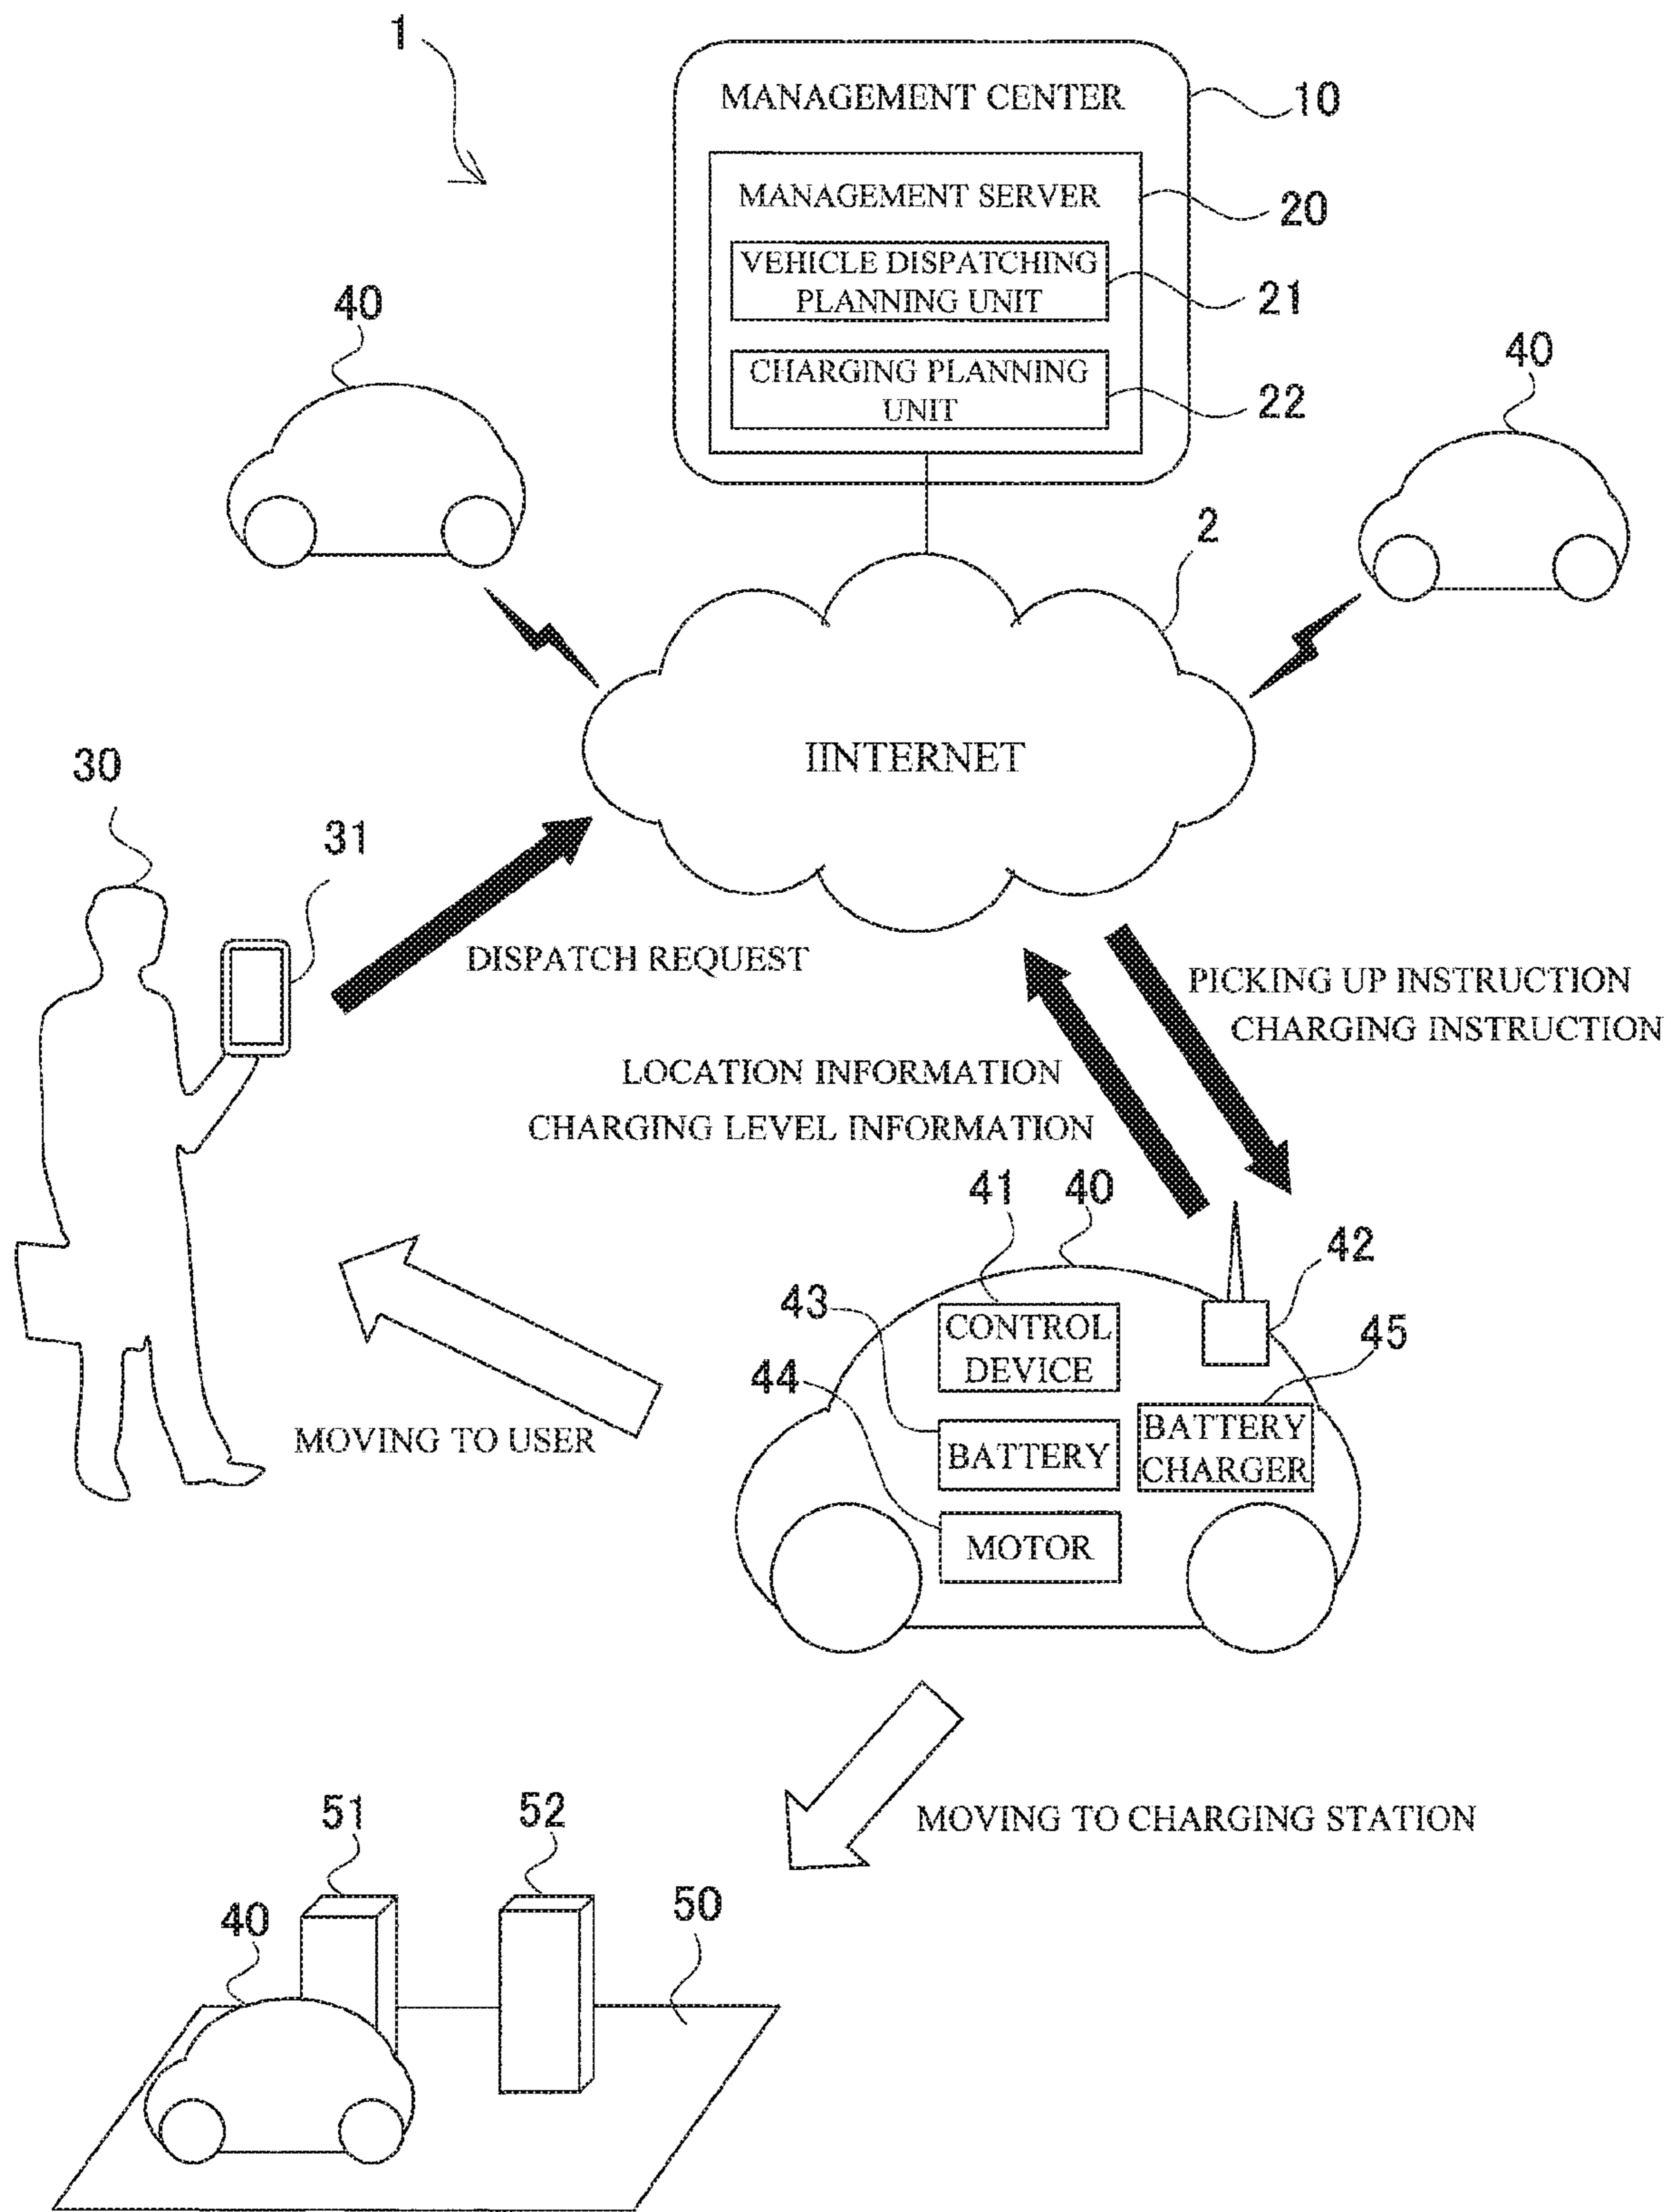 1
MANAGEMENT CENTER
10
MANAGEMENT SERVER
20
VEHICLE DISPATCHING
PLANNING UNIT
21
CHARGING PLANNING
UNIT
22
40
40
2
IINTERNET
30
31
DISPATCH REQUEST
PICKING UP INSTRUCTION
CHARGING INSTRUCTION
LOCATION INFORMATION
CHARGING LEVEL INFORMATION
41
40
42
43
CONTROL
DEVICE
45
44
BATTERY
BATTERY
CHARGER
MOTOR
MOVING TO USER
MOVING TO CHARGING STATION
51
52
50
40